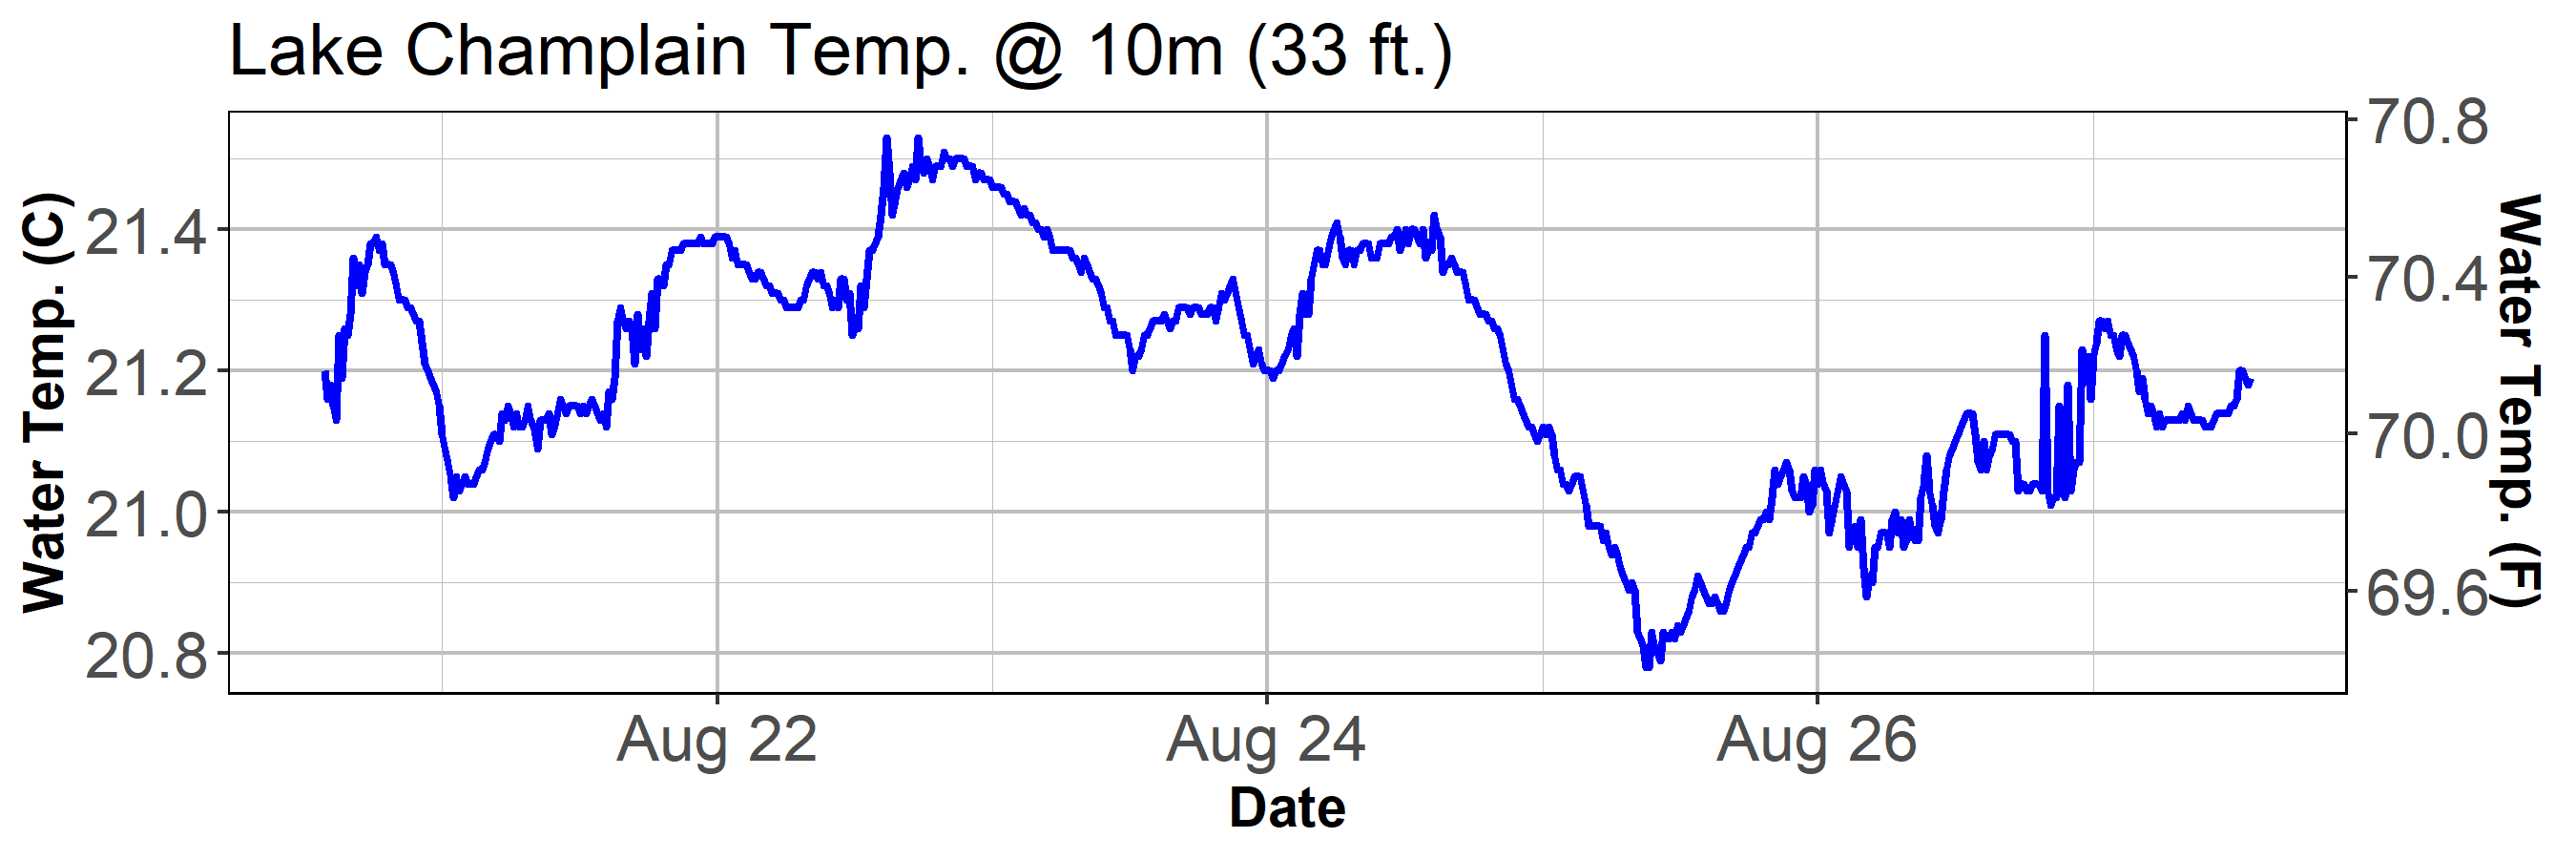 Lake Champlain Temp. @ 10m (33 ft.)
Water Temp. (C)
21.4
21.2
21.0
20.8
70.8
70.4
70.0
69.6
Water Temp. (F)
Aug 22
Aug 24
Aug 26
Date